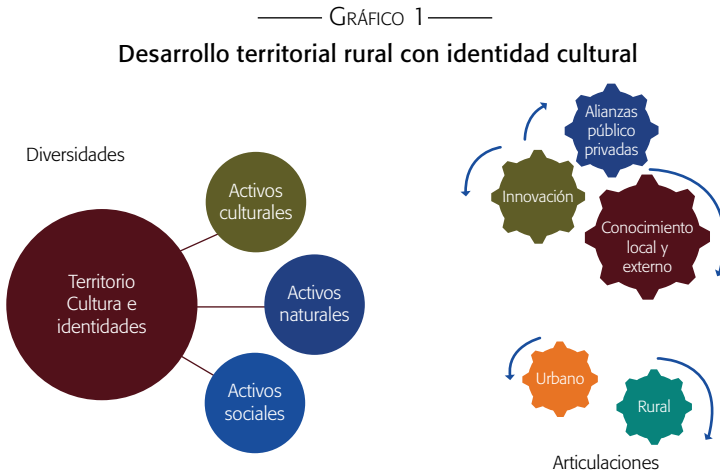 GRÁFICO 1
Desarrollo territorial rural con identidad cultural
Diversidades
Territorio
Cultura e
identidades
Activos
culturales
Activos
naturales
Activos
sociales
Alianzas
público
privadas
Innovación
Conocimiento
local y
externo
Urbano
Rural
Articulaciones